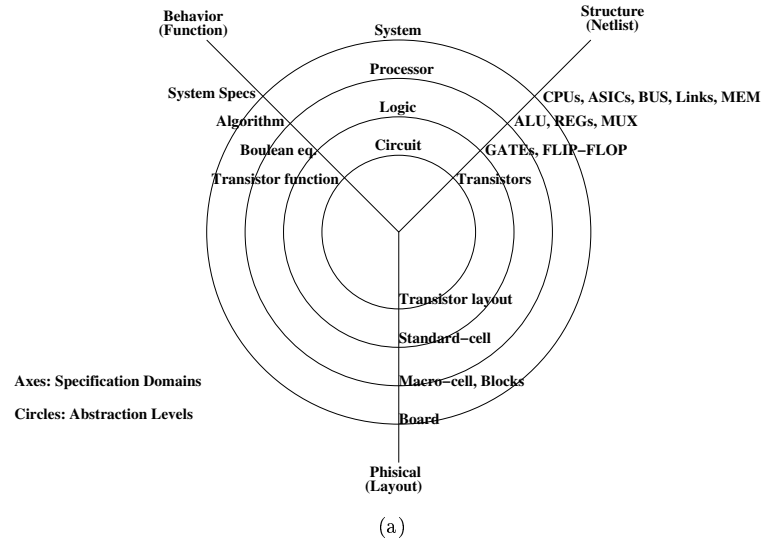 Behavior
(Function)
Structure
(Netlist)
System
Processor
Logic
Circuit
System Specs
Algorithm
Boulean eq.
Transistor function
CPUs, ASICs, BUS, Links, MEM
ALU, REGs, MUX
GATEs, FLIP−FLOP
Transistors
Transistor layout
Standard−cell
Macro−cell, Blocks
Board
Axes: Specification Domains
Circles: Abstraction Levels
Phisical
(Layout)
(a)